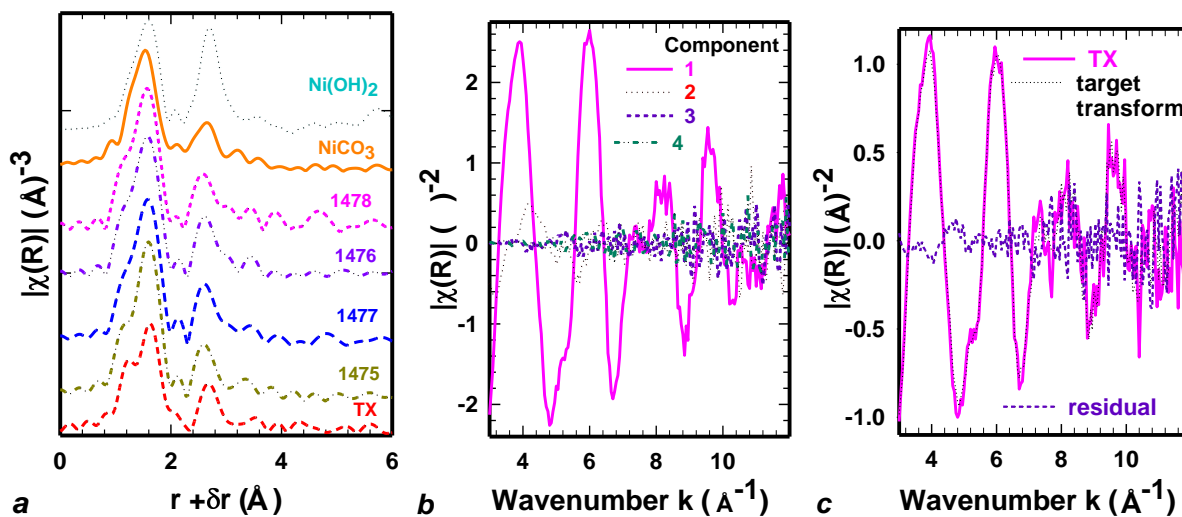 |χ(R)| (Å)⁻³
Ni(OH)₂
NiCO₃
1478
1476
1477
1475
TX
0 2 4 6
r +δr (Å)
a
|χ(R)| ( )⁻²
2
1
0
-1
-2
Component
1
2
3
4
4 6 8 10
Wavenumber k ( Å⁻¹)
b
|χ(R)| (Å)⁻²
1.0
0.5
0.0
-0.5
-1.0
TX
target
transform
residual
4 6 8 10
Wavenumber k ( Å⁻¹)
c